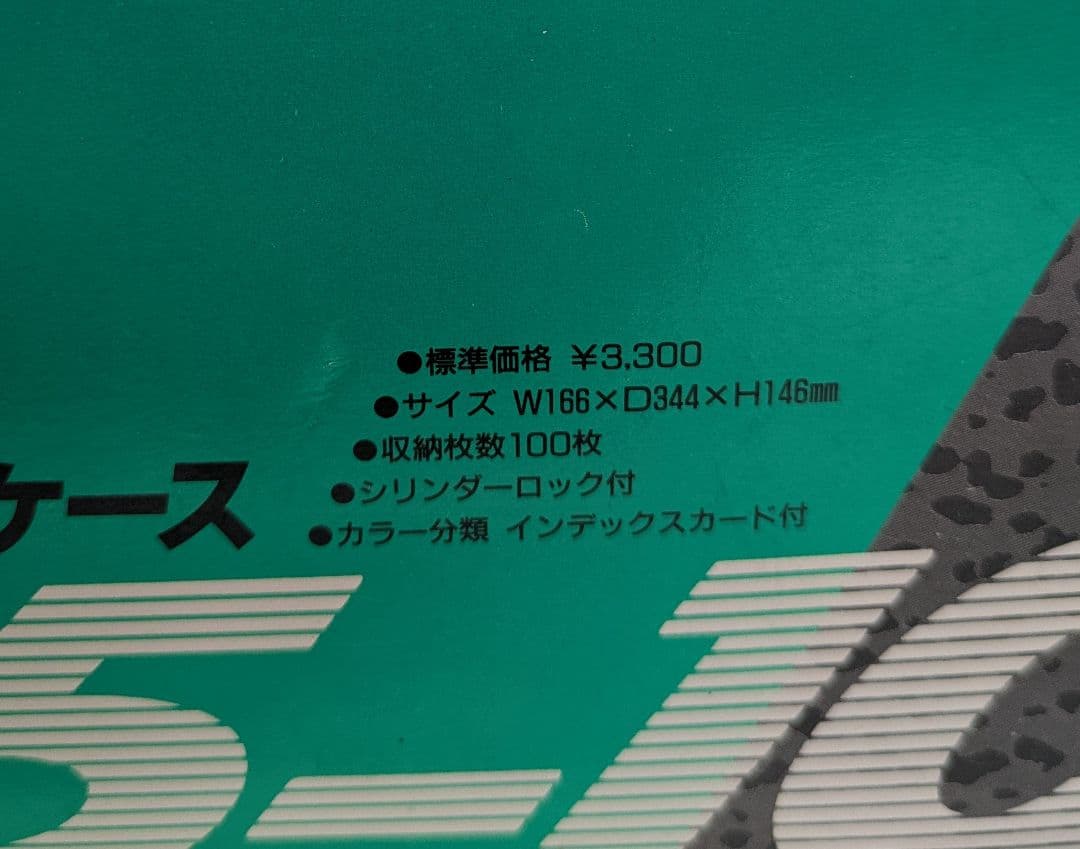 ●標準価格 ¥3,300
●サイズ W166×D344×H146㎜
●収納枚数100枚
●シリンダーロック付
●カラー分類 インデックスカード付
ケース
5-10